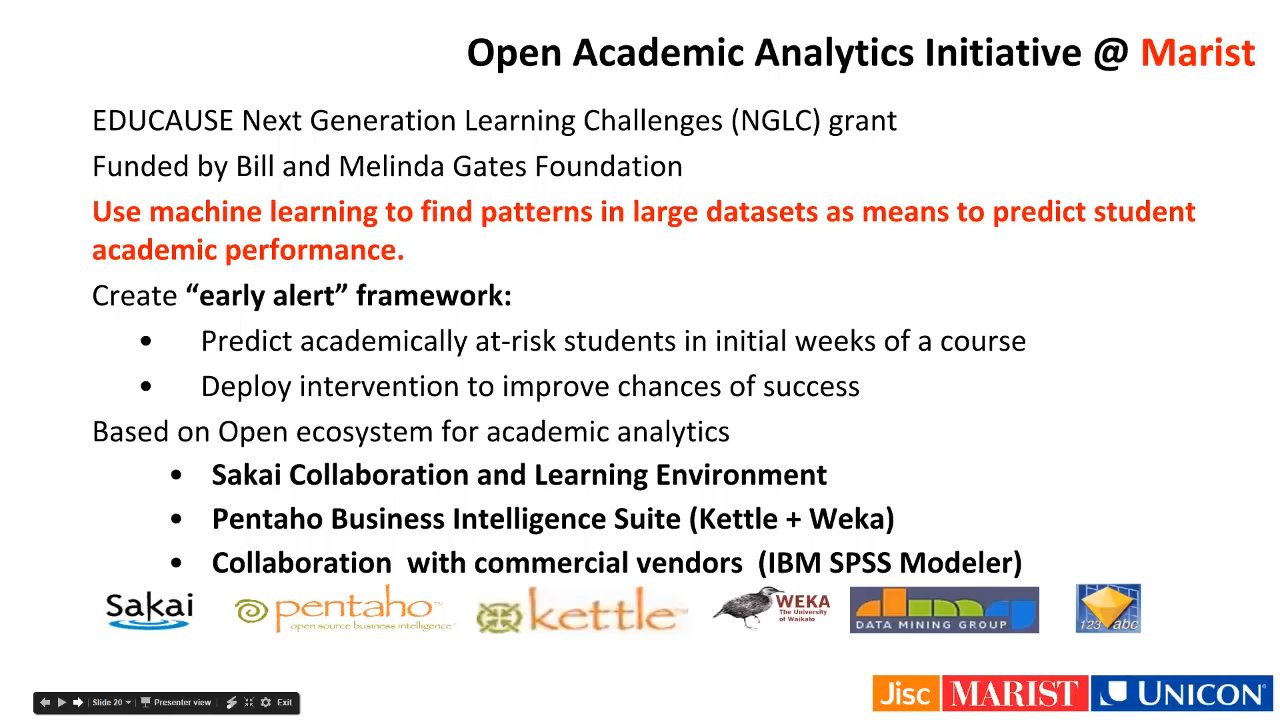 Open Academic Analytics Initiative @ Marist
EDUCAUSE Next Generation Learning Challenges (NGLC) grant
Funded by Bill and Melinda Gates Foundation
Use machine learning to find patterns in large datasets as means to predict student
academic performance.
Create “early alert” framework:
• Predict academically at-risk students in initial weeks of a course
• Deploy intervention to improve chances of success
Based on Open ecosystem for academic analytics
• Sakai Collaboration and Learning Environment
• Pentaho Business Intelligence Suite (Kettle + Weka)
• Collaboration with commercial vendors (IBM SPSS Modeler)
Sakai
pentaho™
open source business intelligence™
kettle™
WEKA
The University
of Waikato
dmg
DATA MINING GROUP
123 abc
Jisc MARIST UNICON®
Slide 20 Presenter view Exit